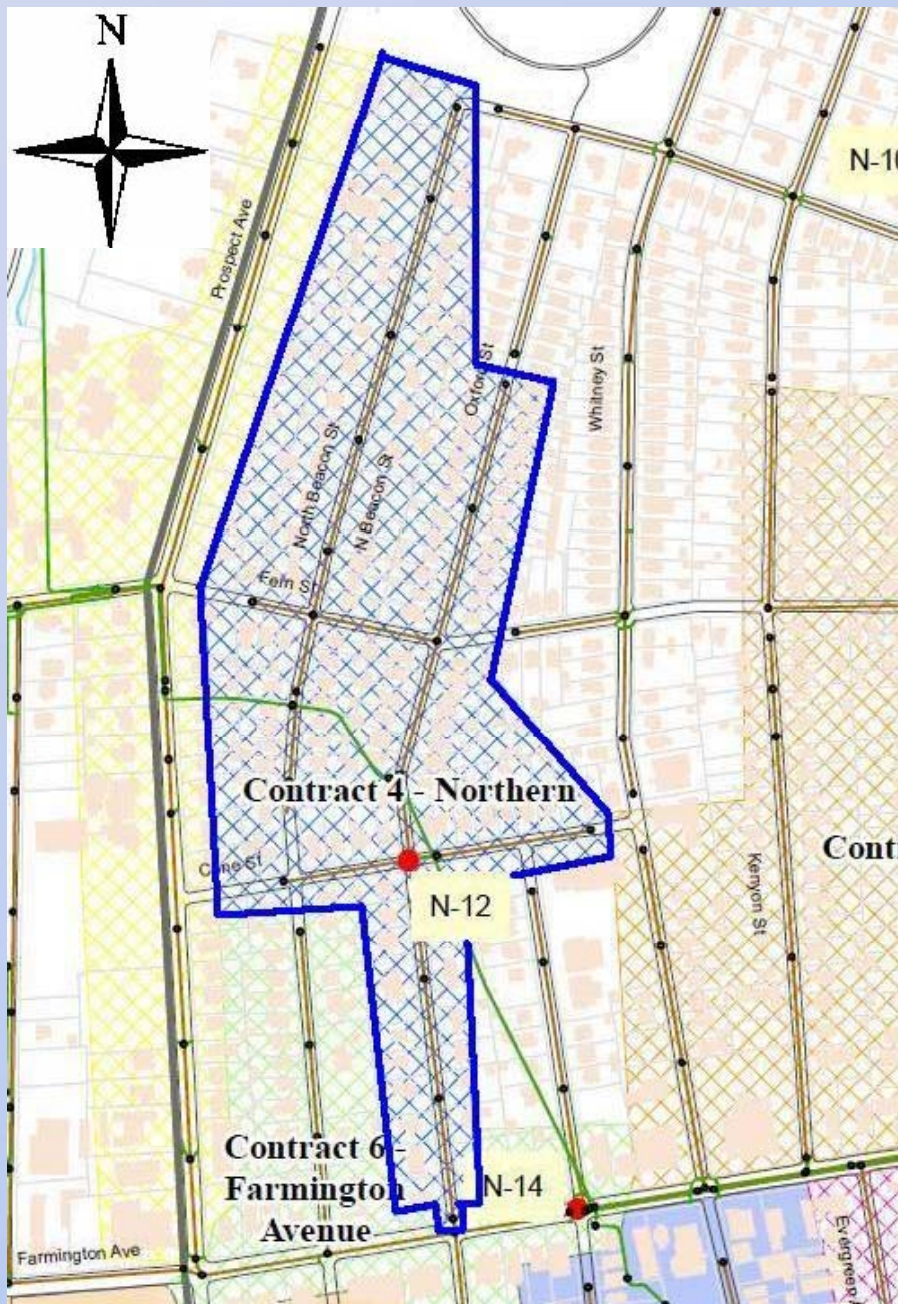 N
N-10
Prospect Ave
Oxford St
Whitney St
North Beacon St
N Beacon St
Fern St
Contract 4 - Northern
Cone St
Kenyon St
N-12
Contract 6 -
Farmington
Avenue
N-14
Farmington Ave